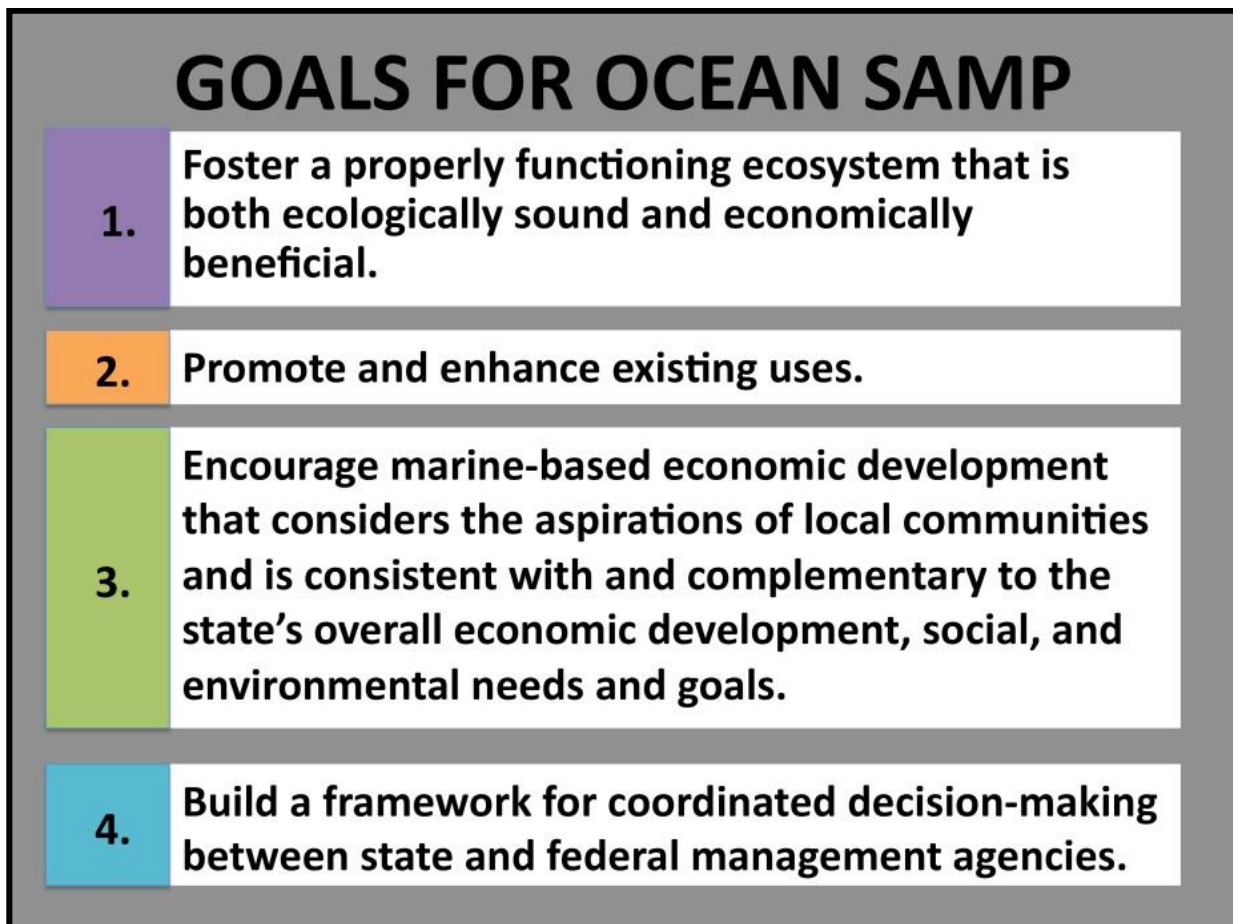 GOALS FOR OCEAN SAMP
1.
Foster a properly functioning ecosystem that is
both ecologically sound and economically
beneficial.
2.
Promote and enhance existing uses.
3.
Encourage marine-based economic development
that considers the aspirations of local communities
and is consistent with and complementary to the
state’s overall economic development, social, and
environmental needs and goals.
4.
Build a framework for coordinated decision-making
between state and federal management agencies.